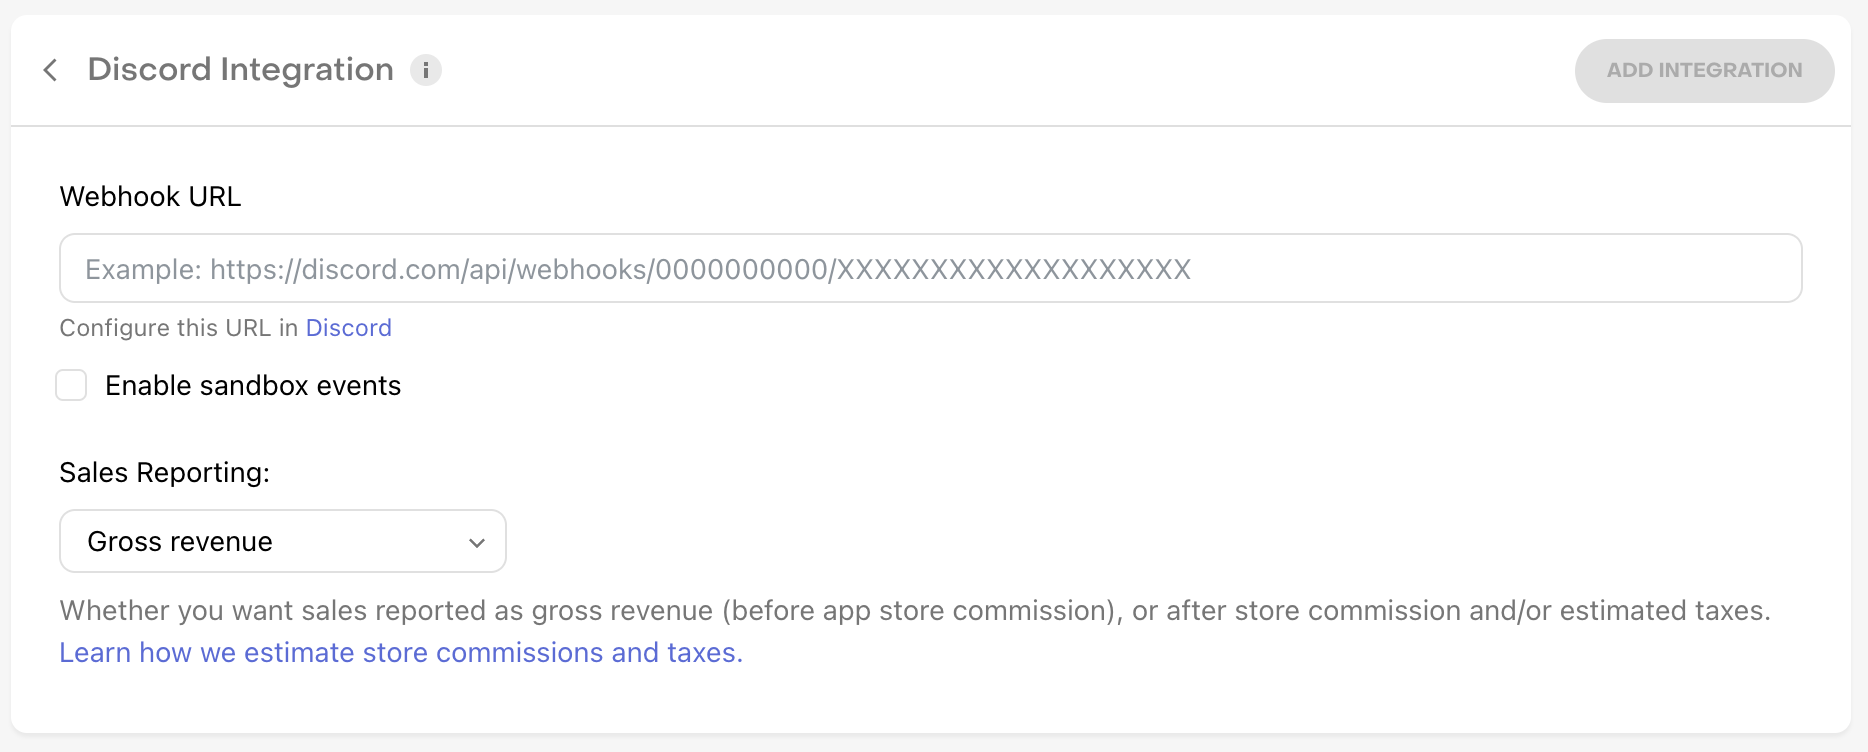 Discord Integration
ADD INTEGRATION
Webhook URL
Example: https://discord.com/api/webhooks/0000000000/XXXXXXXXXXXXXXXXXXX
Configure this URL in Discord
Enable sandbox events
Sales Reporting:
Gross revenue
Whether you want sales reported as gross revenue (before app store commission), or after store commission and/or estimated taxes.
Learn how we estimate store commissions and taxes.